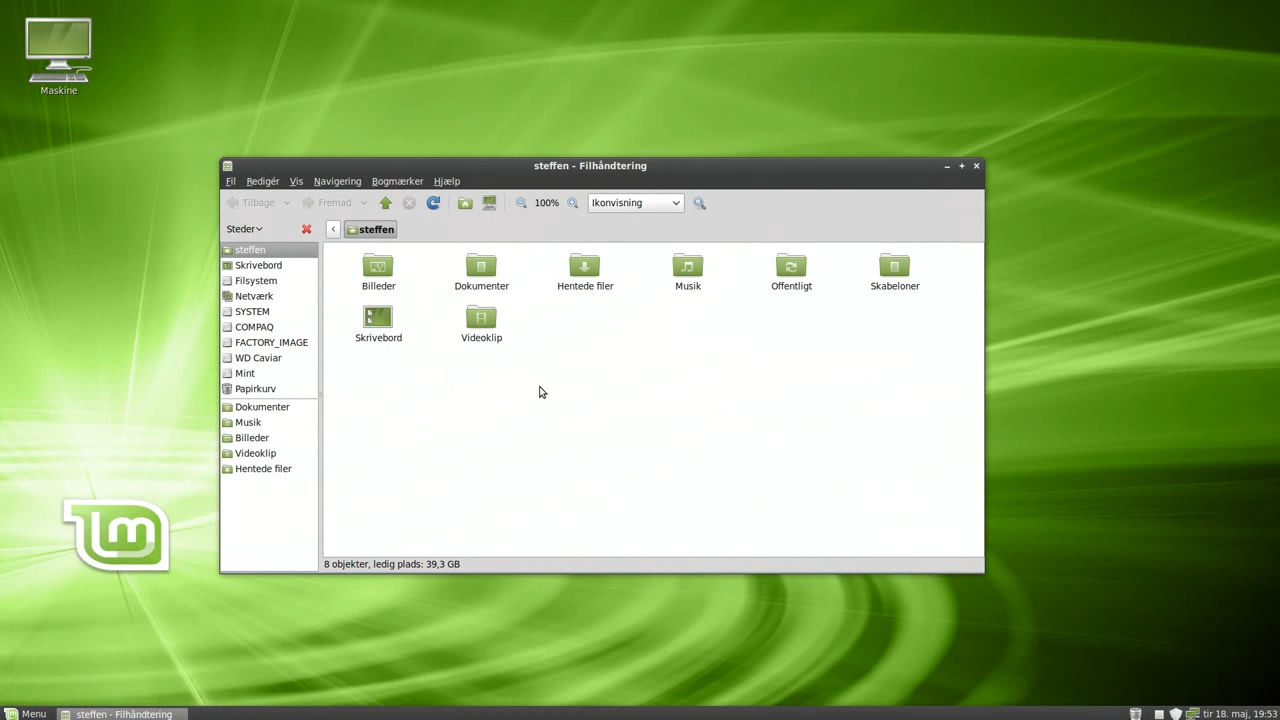 Maskine
steffen - Filhåndtering
Fil Redigér Vis Navigering Bogmærker Hjælp
Tilbage Fremad 100% Ikonvisning
Steder steffen
steffen
Skrivebord
Filsystem
Netværk
SYSTEM
COMPAQ
FACTORY_IMAGE
WD Caviar
Mint
Papirkurv
Dokumenter
Musik
Billeder
Videoklip
Hentede filer
Billeder Dokumenter Hentede filer Musik Offentligt Skabeloner
Skrivebord Videoklip
8 objekter, ledig plads: 39,3 GB
lm
Menu steffen - Filhåndtering tir 18. maj, 19:53